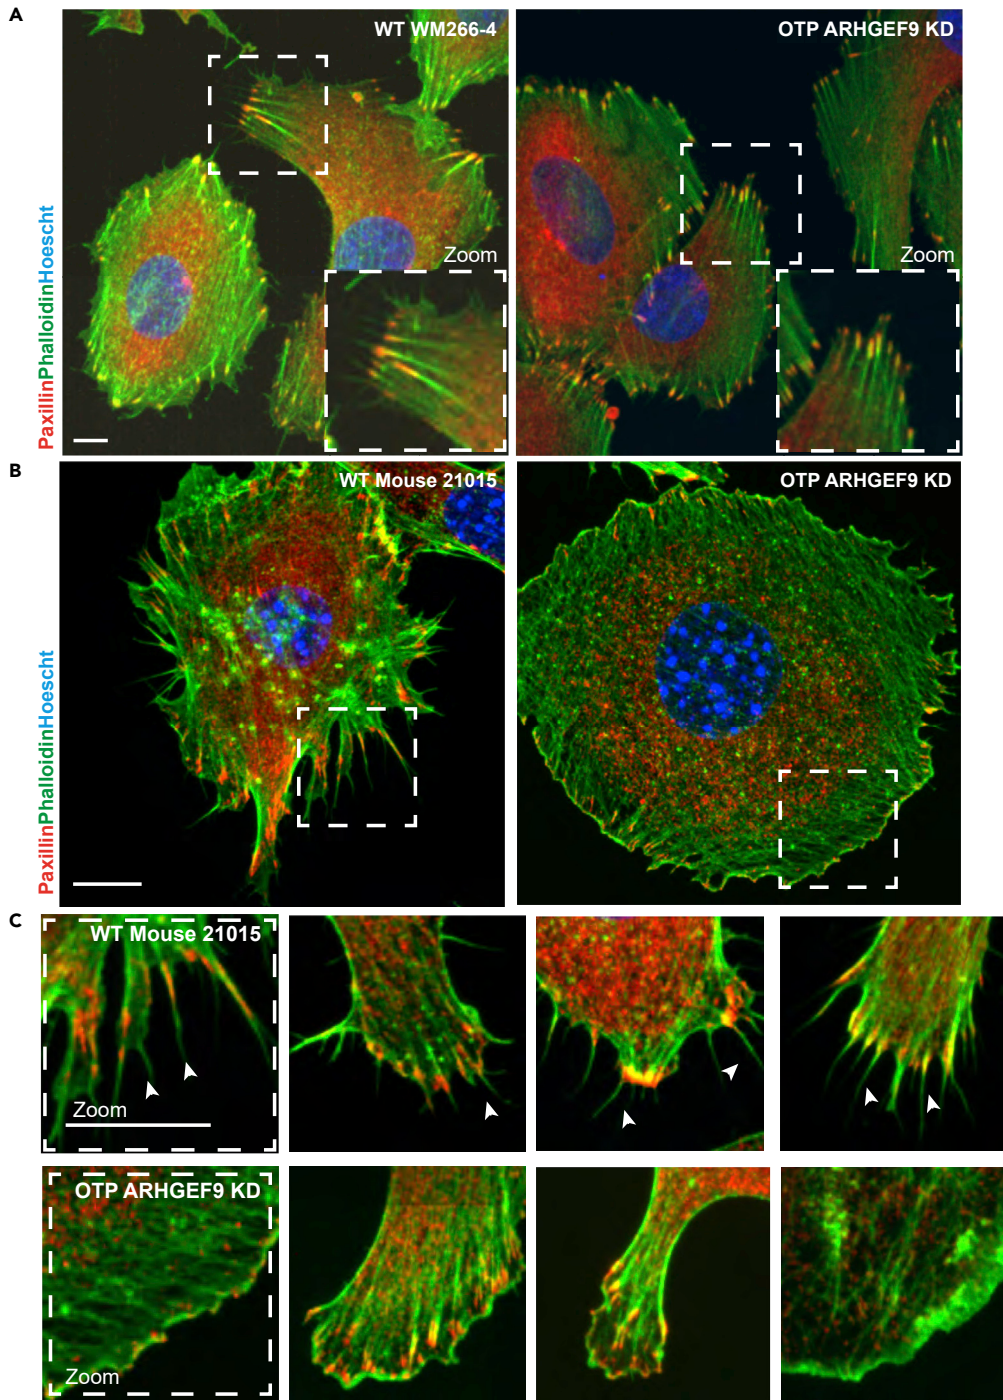 A
WT WM266-4
OTP ARHGEF9 KD
Zoom
Zoom
PaxillinPhalloidinHoescht
B
WT Mouse 21015
OTP ARHGEF9 KD
PaxillinPhalloidinHoescht
C
WT Mouse 21015
Zoom
OTP ARHGEF9 KD
Zoom